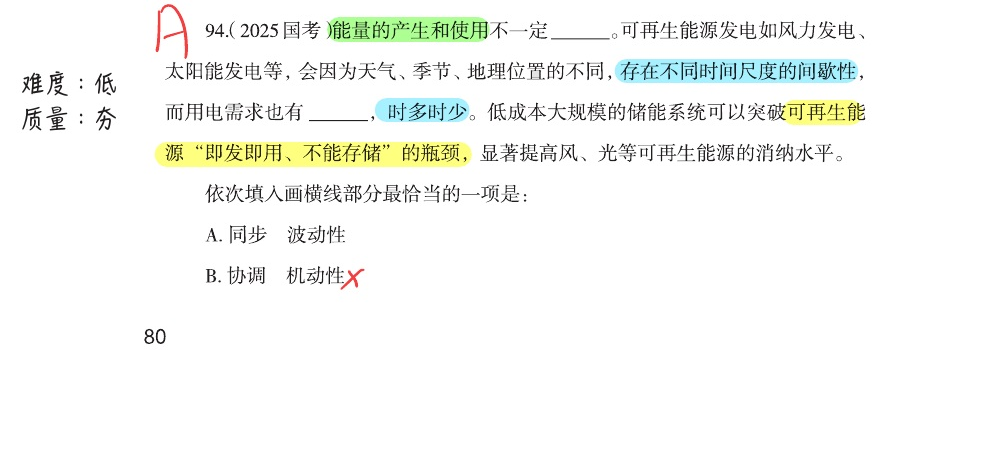 A
94.(2025国考)能量的产生和使用不一定______。可再生能源发电如风力发电、
难度：低
太阳能发电等，会因为天气、季节、地理位置的不同，存在不同时间尺度的间歇性，
质量：夯
而用电需求也有______，时多时少。低成本大规模的储能系统可以突破可再生能
源“即发即用、不能存储”的瓶颈，显著提高风、光等可再生能源的消纳水平。
依次填入画横线部分最恰当的一项是：
A. 同步　波动性
B. 协调　机动性
80